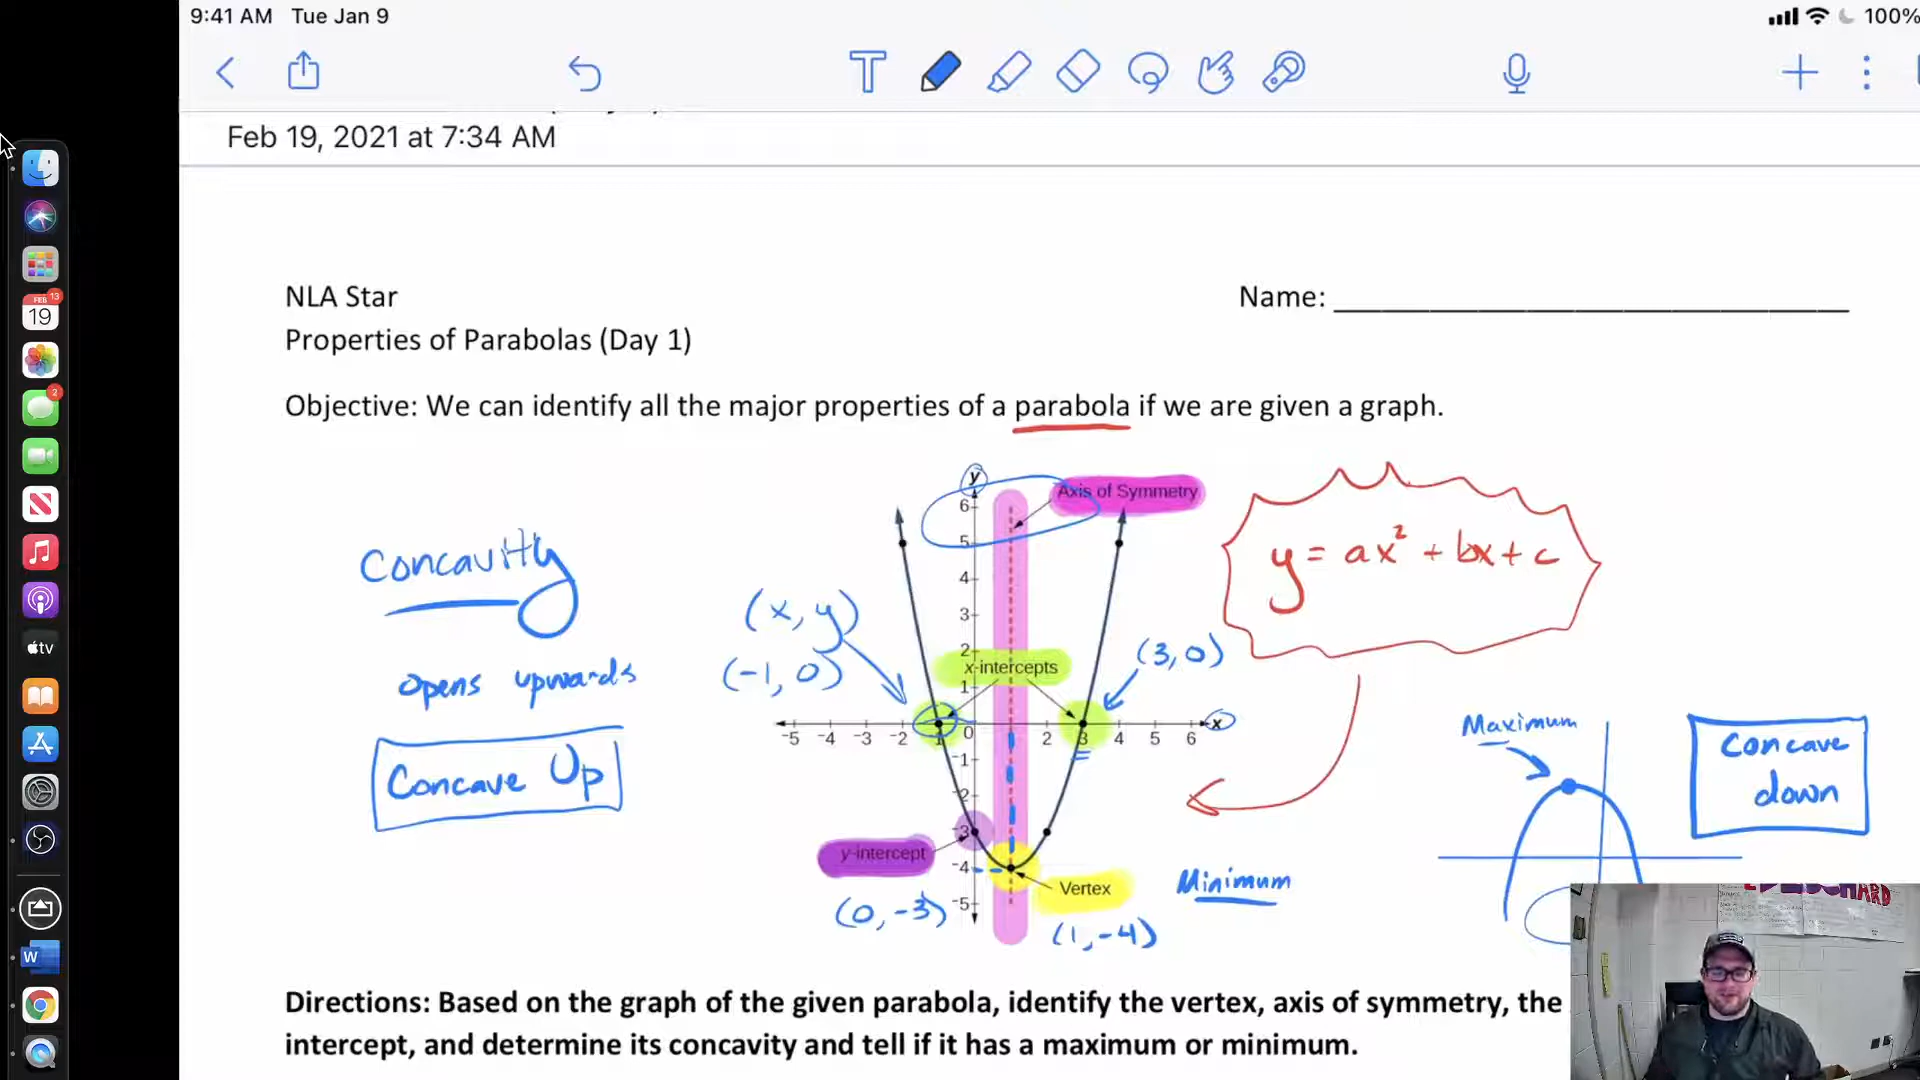 9:41 AM Tue Jan 9
100%
Feb 19, 2021 at 7:34 AM
NLA Star
Name:
Properties of Parabolas (Day 1)
Objective: We can identify all the major properties of a parabola if we are given a graph.
y
Axis of Symmetry
6
5
4
3
2
1
y = ax² + bx + c
Concavity
opens upwards
Concave Up
(x, y)
(-1, 0)
x-intercepts
(3, 0)
-5 -4 -3 -2 0 2 3 4 5 6 x
-1
-2
-3
-4
-5
y-intercept
(0, -3)
Vertex
(1, -4)
Minimum
Maximum
Concave
down
Directions: Based on the graph of the given parabola, identify the vertex, axis of symmetry, the
intercept, and determine its concavity and tell if it has a maximum or minimum.
FEB
19
13
2
tv
W